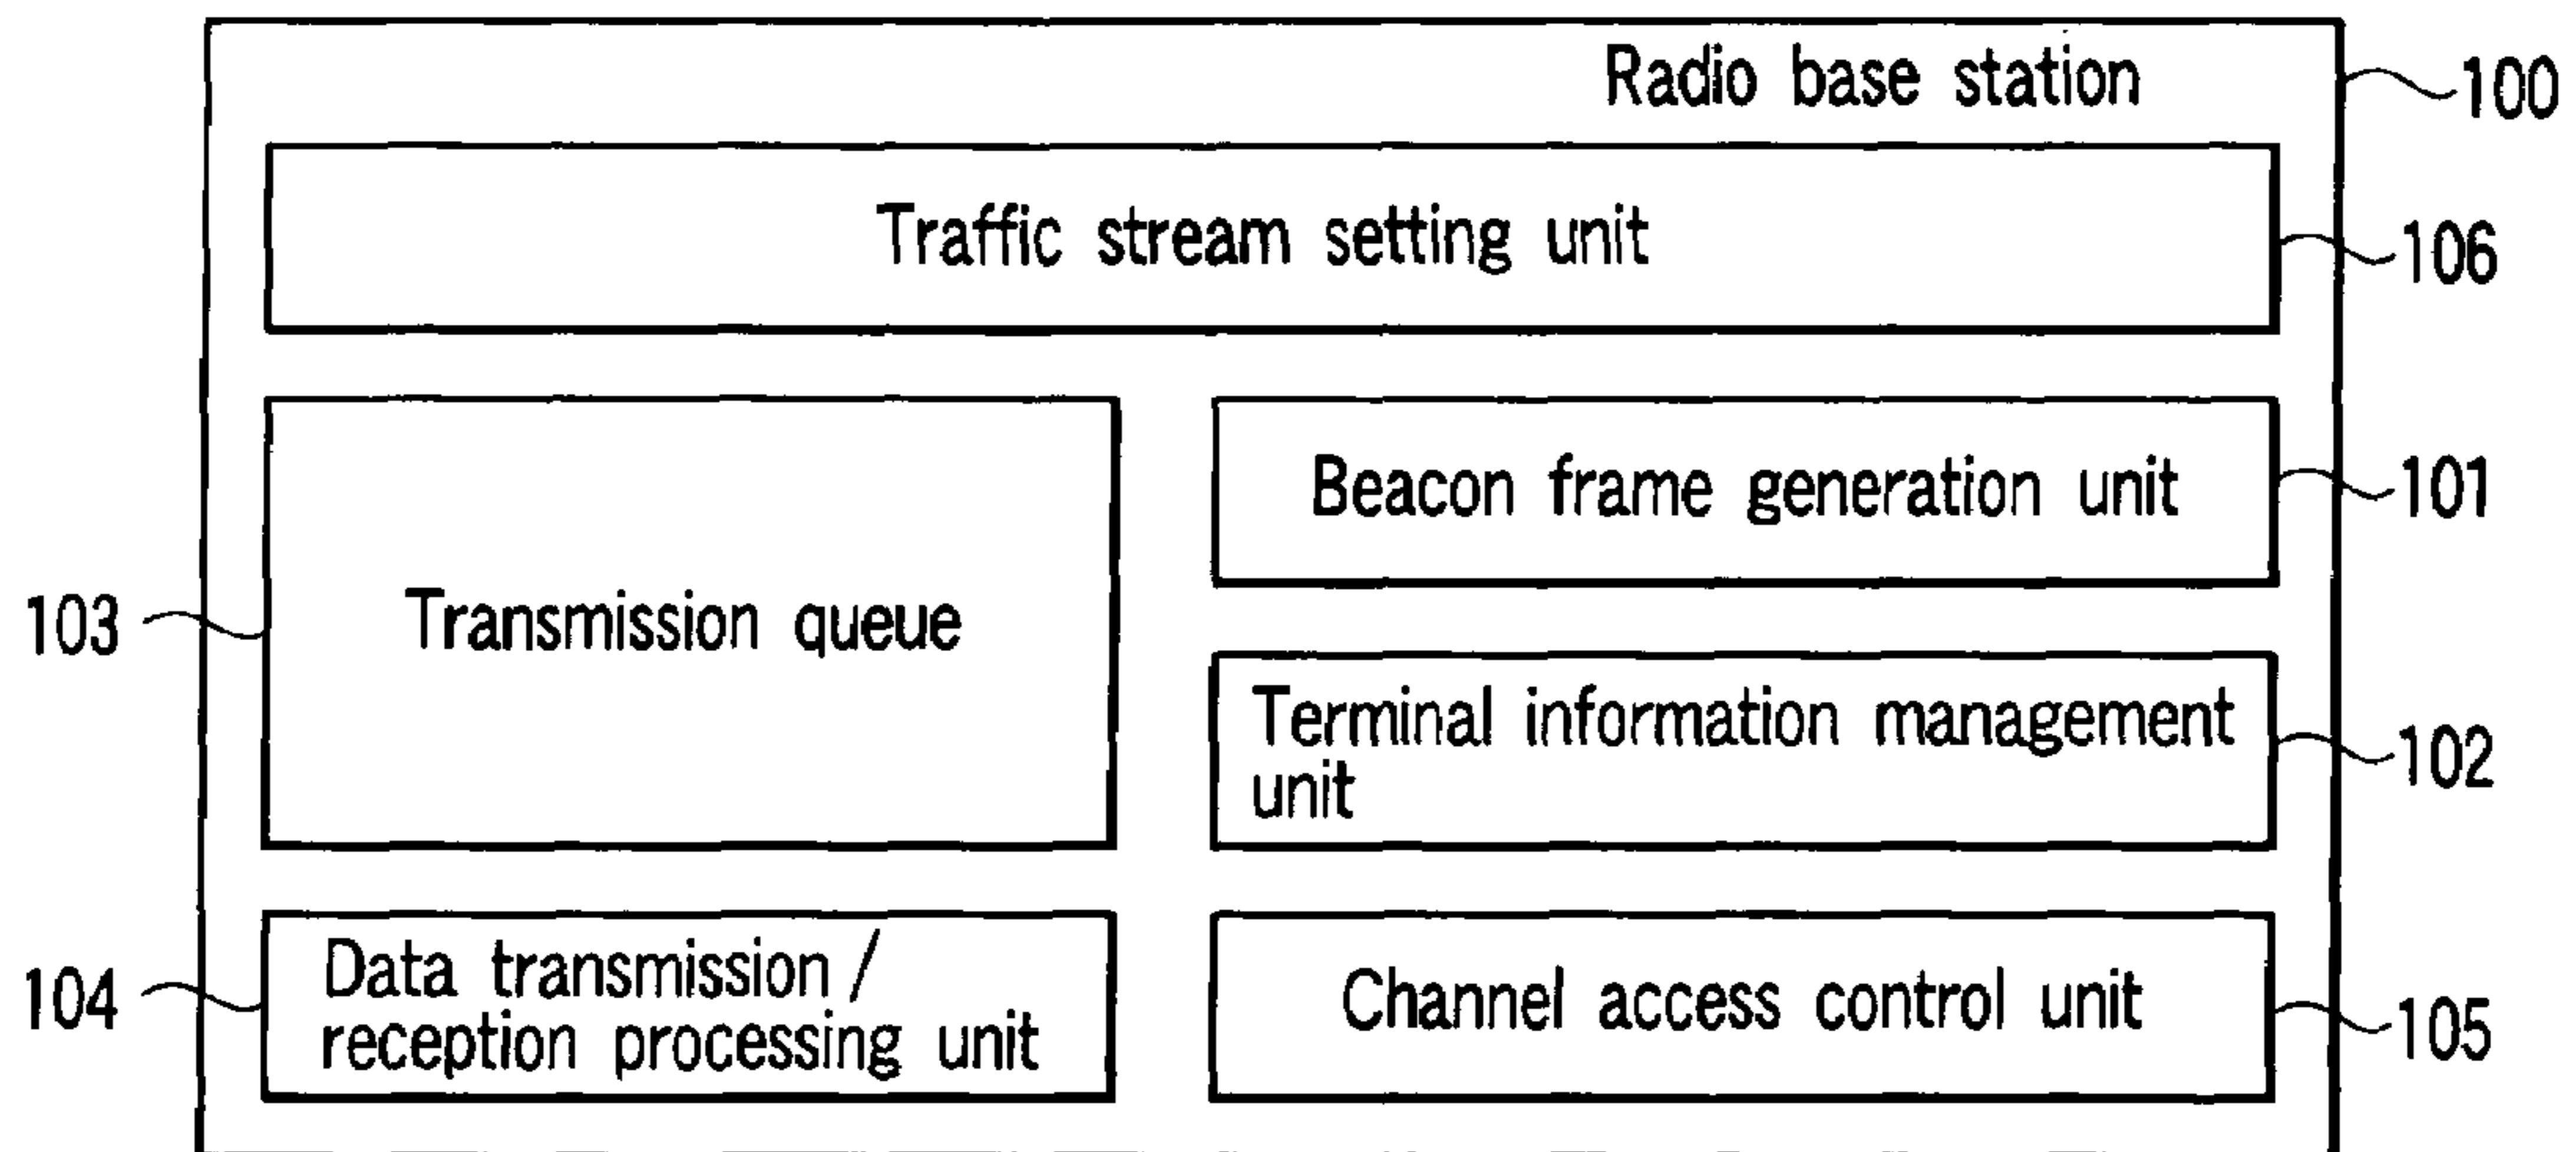 Radio base station
100
Traffic stream setting unit
106
Beacon frame generation unit
101
103
Transmission queue
Terminal information management
unit
102
104
Data transmission /
reception processing unit
Channel access control unit
105